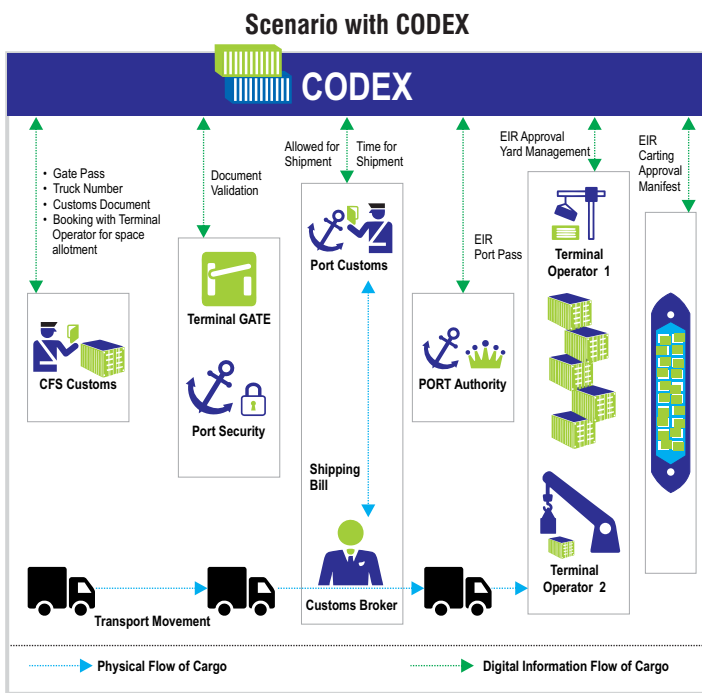 Scenario with CODEX
CODEX
• Gate Pass
• Truck Number
• Customs Document
• Booking with Terminal
Operator for space
allotment
CFS Customs
Document
Validation
Terminal GATE
Port Security
Allowed for
Shipment
Time for
Shipment
Port Customs
Shipping
Bill
Customs Broker
EIR
Port Pass
PORT Authority
EIR Approval
Yard Management
Terminal
Operator 1
Terminal
Operator 2
EIR
Carting
Approval
Manifest
Transport Movement
Physical Flow of Cargo
Digital Information Flow of Cargo